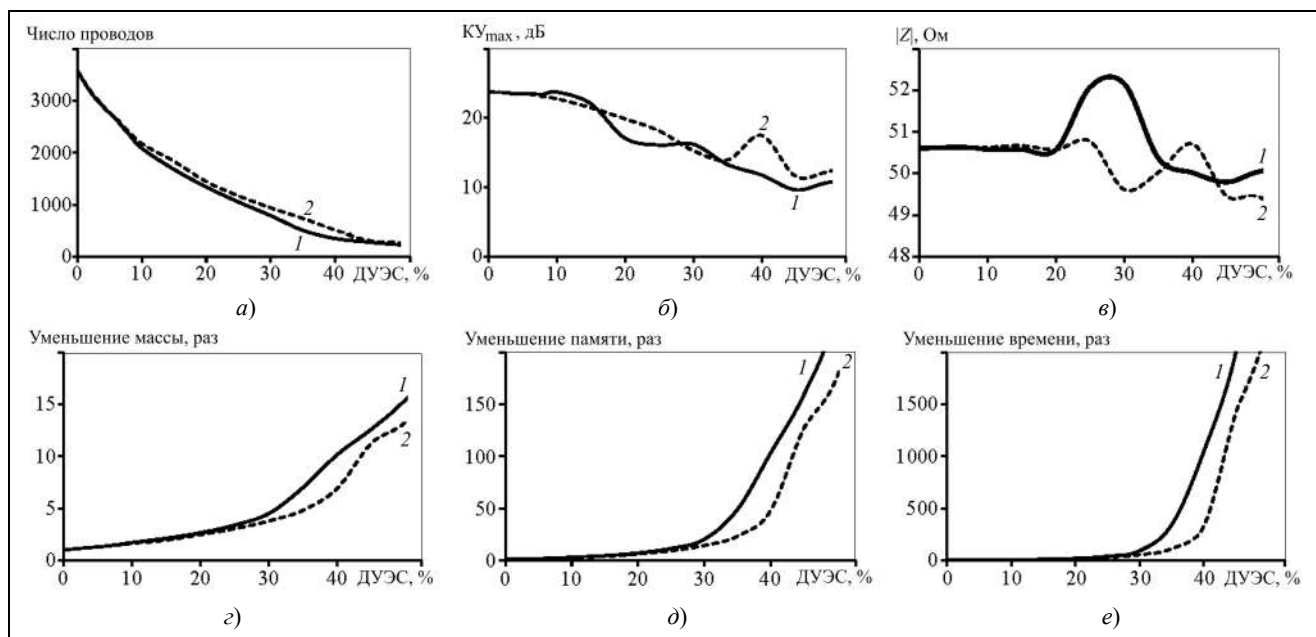 Число проводов
3000
2000
1000
0
0 10 20 30 40 ДУЭС, %
1
2
а)
КУmax , дБ
20
10
0
0 10 20 30 40 ДУЭС, %
1
2
б)
|Z|, Ом
52
51
50
49
48
0 10 20 30 40 ДУЭС, %
1
2
в)
Уменьшение массы, раз
15
10
5
0
0 10 20 30 40 ДУЭС, %
1
2
г)
Уменьшение памяти, раз
150
100
50
0
0 10 20 30 40 ДУЭС, %
1
2
д)
Уменьшение времени, раз
1500
1000
500
0
0 10 20 30 40 ДУЭС, %
1
2
е)